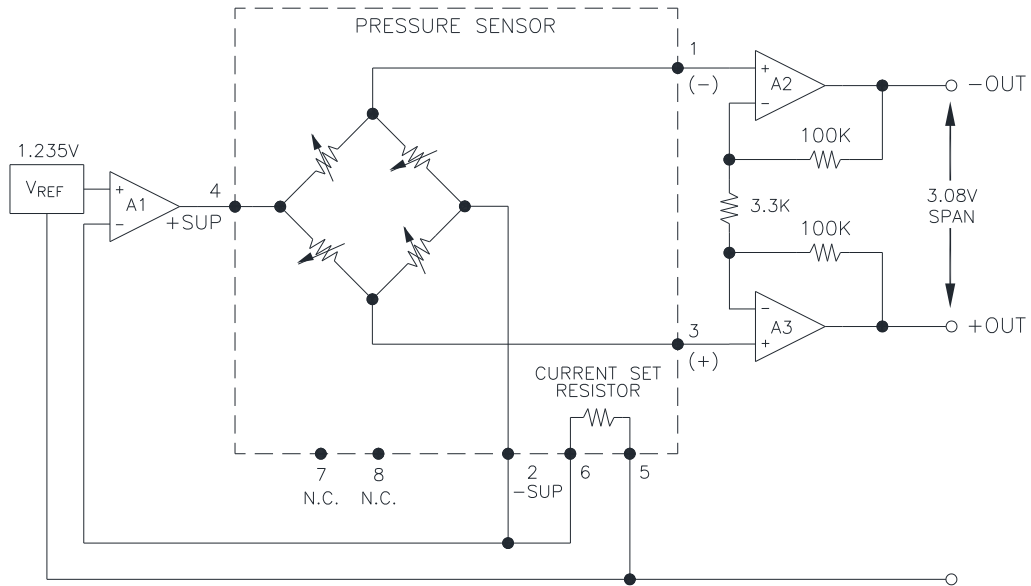 PRESSURE SENSOR
1
(-)
+
A2
-
-OUT
100K
1.235V
VREF
+
A1
-
4
+SUP
3.3K
3.08V
SPAN
100K
-
A3
+
+OUT
3
(+)
CURRENT SET
RESISTOR
7
N.C.
8
N.C.
2
-SUP
6
5